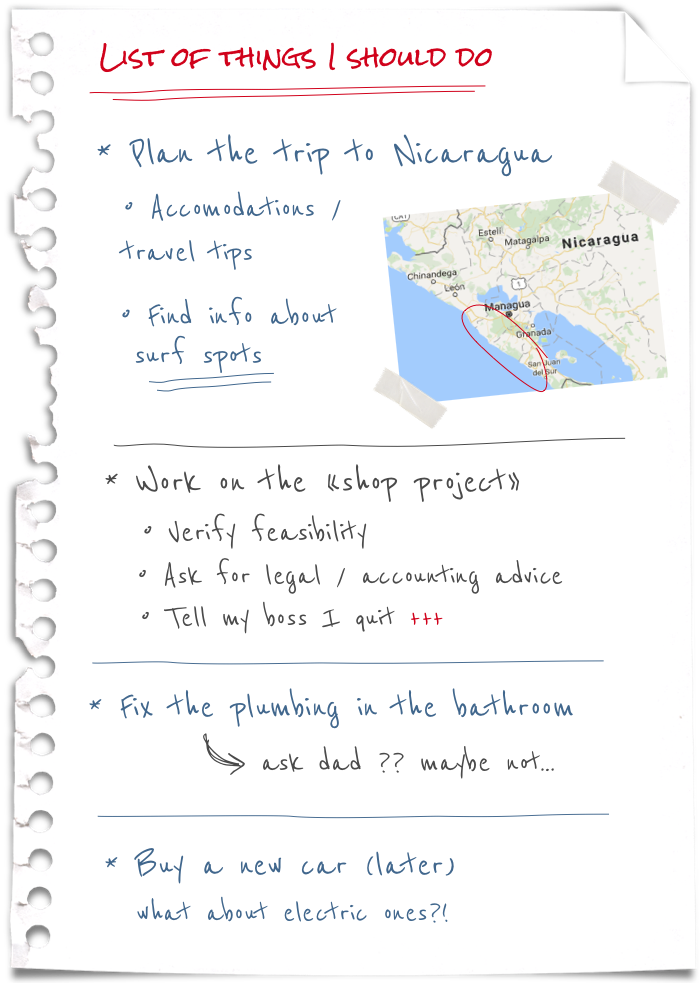 List of things I should do
* Plan the trip to Nicaragua
° Accomodations /
travel tips
° Find info about
surf spots
CA1
Estelí
Matagalpa
Nicaragua
Chinandega
León
1
Managua
Granada
San Juan
del Sur
* Work on the «shop project»
° Verify feasibility
° Ask for legal / accounting advice
° Tell my boss I quit +++
* Fix the plumbing in the bathroom
ask dad ?? maybe not...
* Buy a new car (later)
what about electric ones?!